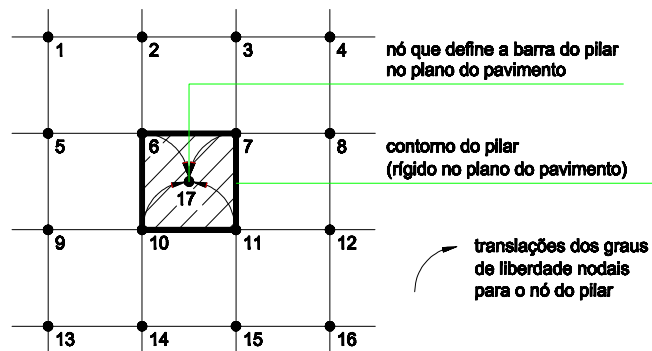 1 2 3 4
nó que define a barra do pilar
no plano do pavimento
5 6 7 8
contorno do pilar
(rígido no plano do pavimento)
17
9 10 11 12
translações dos graus
de liberdade nodais
para o nó do pilar
13 14 15 16